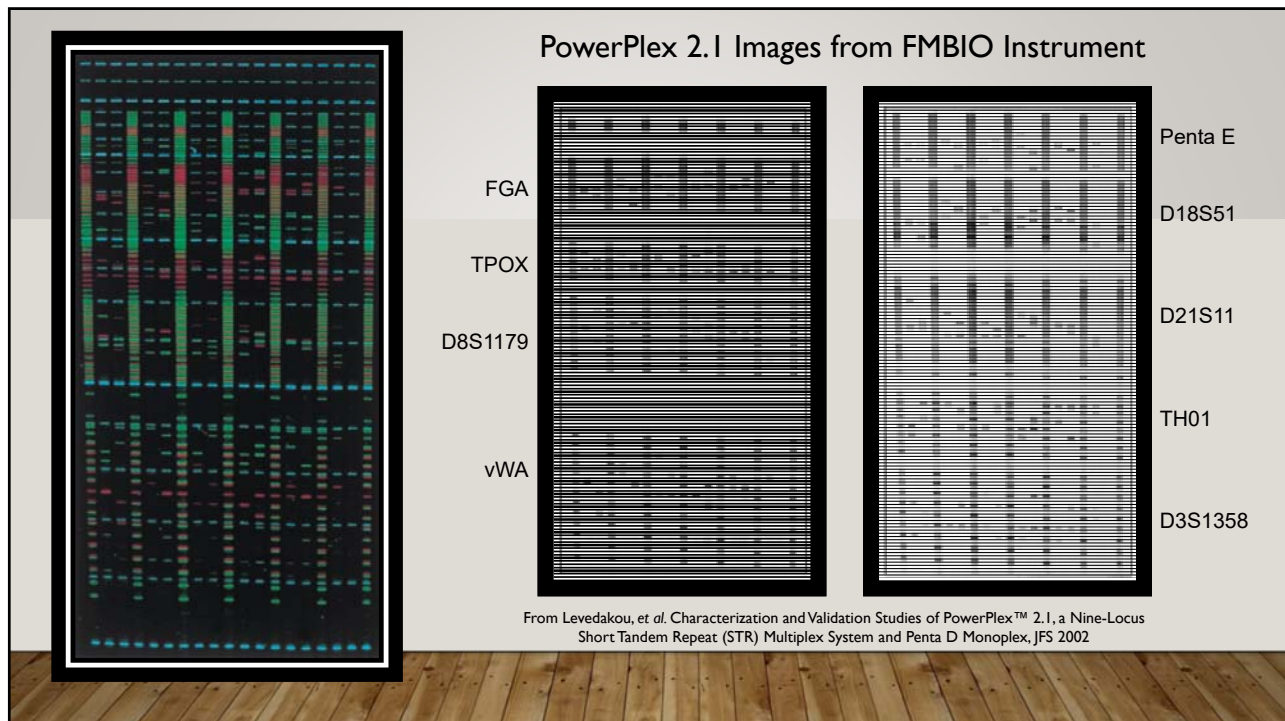 PowerPlex 2.1 Images from FMBIO Instrument
FGA
TPOX
D8S1179
vWA
Penta E
D18S51
D21S11
TH01
D3S1358
From Levedakou, et al. Characterization and Validation Studies of PowerPlex™ 2.1, a Nine-Locus
Short Tandem Repeat (STR) Multiplex System and Penta D Monoplex, JFS 2002